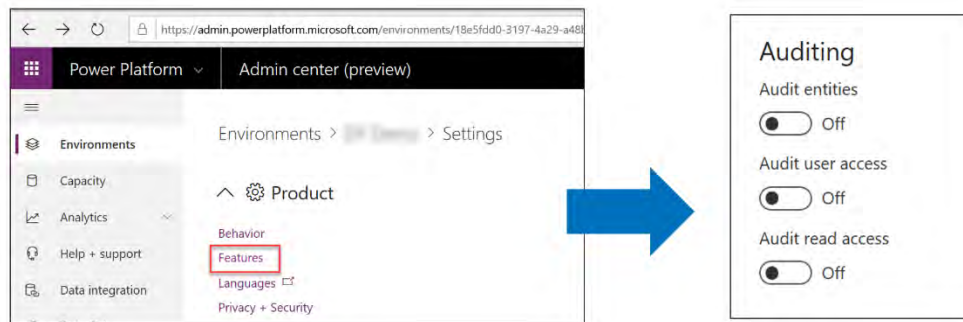 https://admin.powerplatform.microsoft.com/environments/18e5fdd0-3197-4a29-a48
Power Platform
Admin center (preview)
Environments
Capacity
Analytics
Help + support
Data integration
Environments > > Settings
Product
Behavior
Features
Languages
Privacy + Security
Auditing
Audit entities
Off
Audit user access
Off
Audit read access
Off